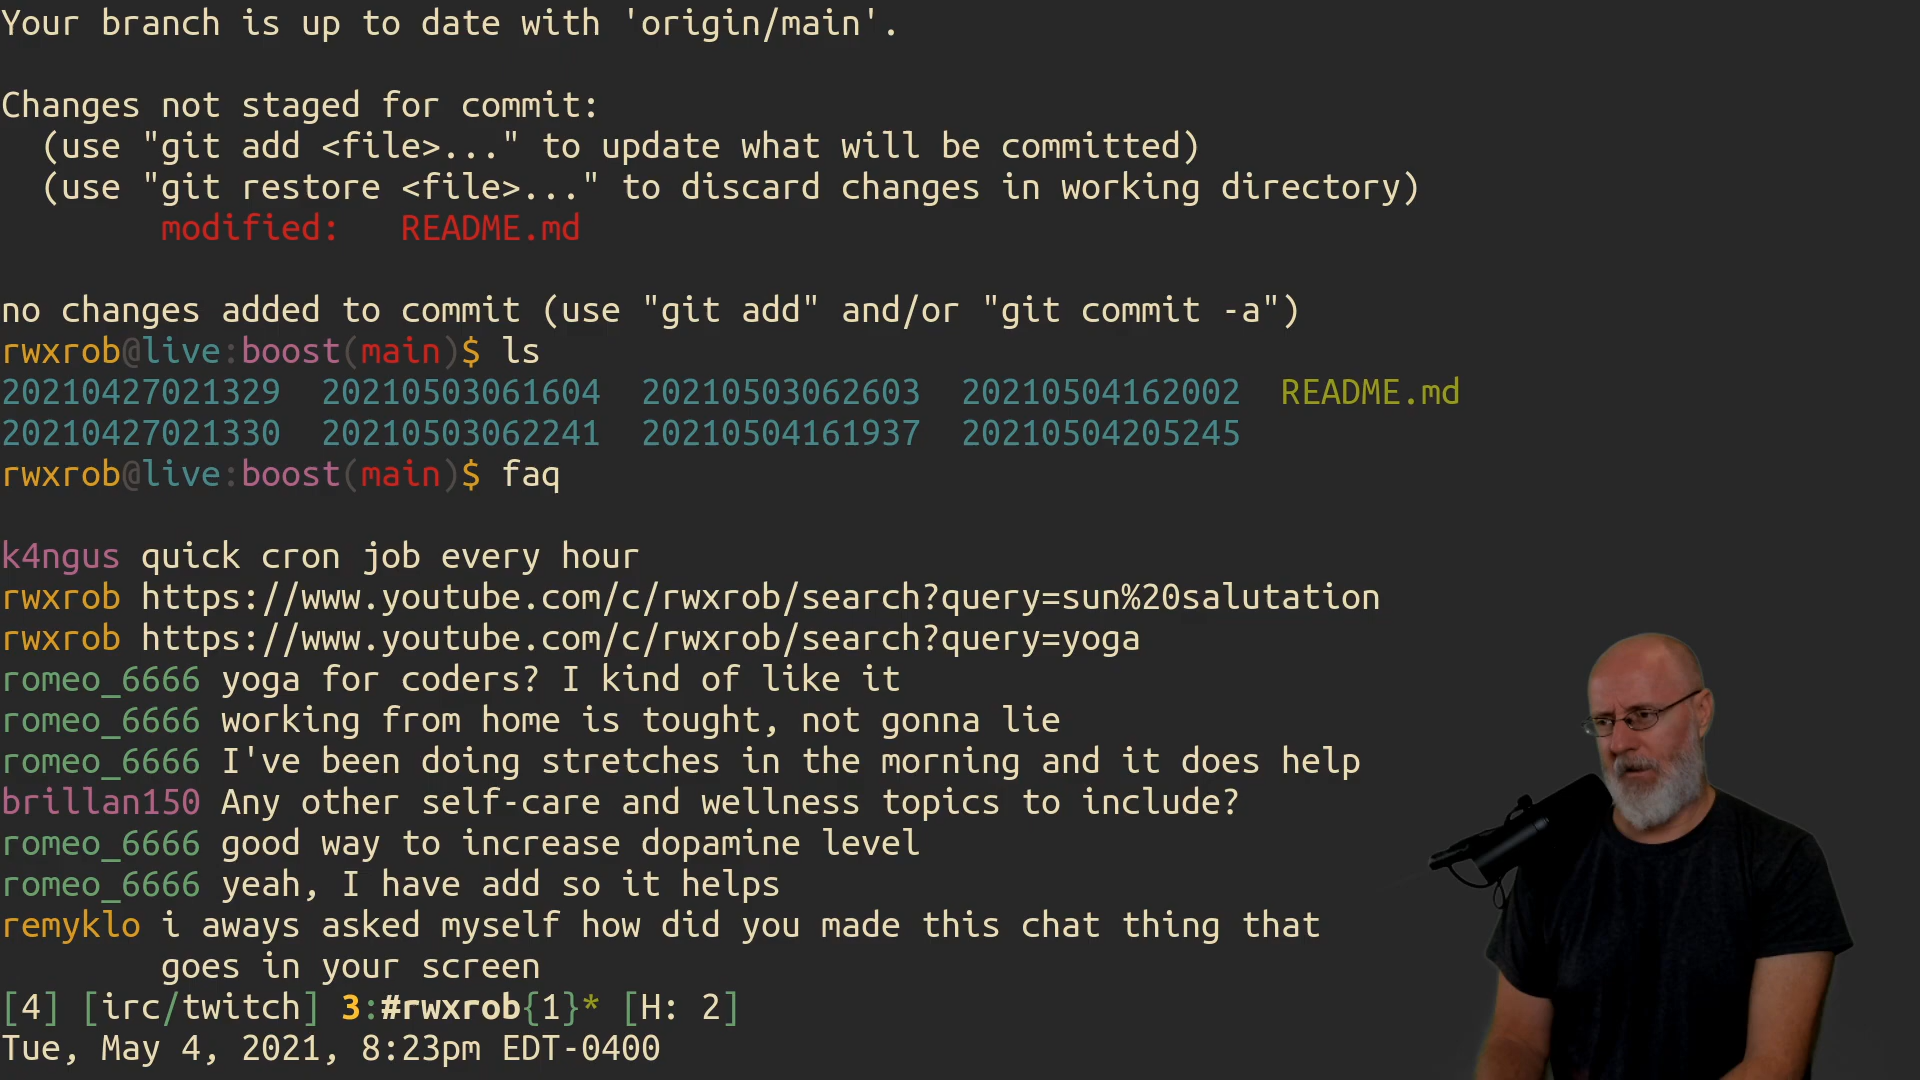 Your branch is up to date with 'origin/main'.
Changes not staged for commit:
(use "git add <file>..." to update what will be committed)
(use "git restore <file>..." to discard changes in working directory)
modified:   README.md
no changes added to commit (use "git add" and/or "git commit -a")
rwxrob@live:boost(main)$ ls
20210427021329  20210503061604  20210503062603  20210504162002  README.md
20210427021330  20210503062241  20210504161937  20210504205245
rwxrob@live:boost(main)$ faq
k4ngus quick cron job every hour
rwxrob https://www.youtube.com/c/rwxrob/search?query=sun%20salutation
rwxrob https://www.youtube.com/c/rwxrob/search?query=yoga
romeo_6666 yoga for coders? I kind of like it
romeo_6666 working from home is tought, not gonna lie
romeo_6666 I've been doing stretches in the morning and it does help
brillan150 Any other self-care and wellness topics to include?
romeo_6666 good way to increase dopamine level
romeo_6666 yeah, I have add so it helps
remyklo i aways asked myself how did you made this chat thing that
goes in your screen
[4] [irc/twitch] 3:#rwxrob{1}* [H: 2]
Tue, May 4, 2021, 8:23pm EDT-0400